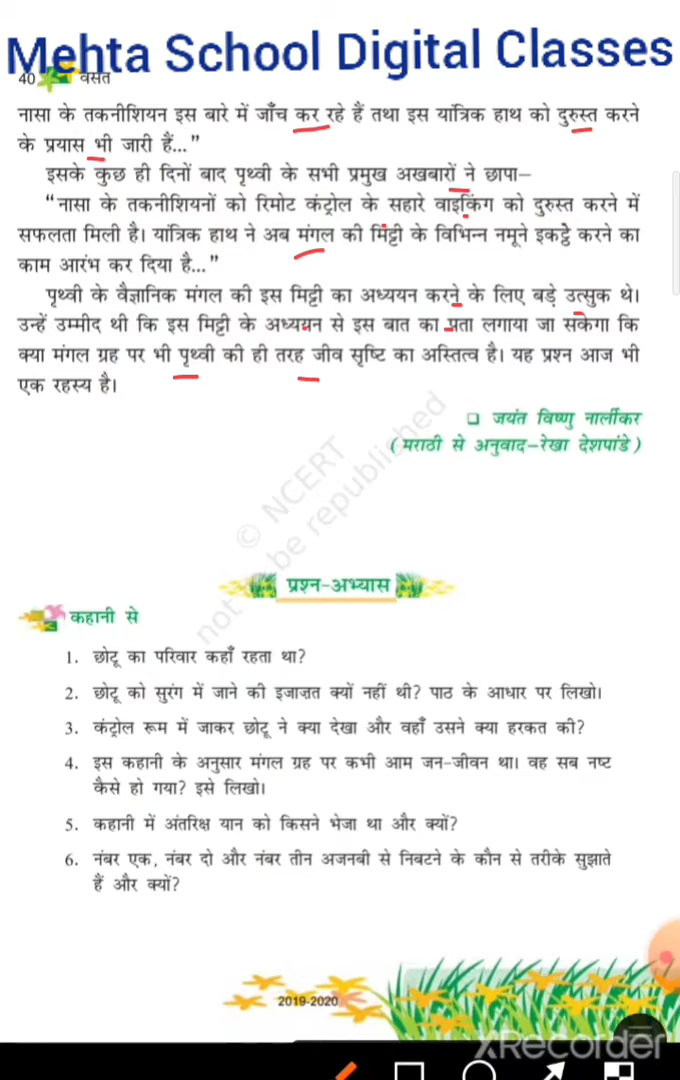 Mehta School Digital Classes
40 वसंत
नासा के तकनीशियन इस बारे में जाँच कर रहे हैं तथा इस यांत्रिक हाथ को दुरुस्त करने
के प्रयास भी जारी हैं...”
इसके कुछ ही दिनों बाद पृथ्वी के सभी प्रमुख अखबारों ने छापा–
“नासा के तकनीशियनों को रिमोट कंट्रोल के सहारे वाइकिंग को दुरुस्त करने में
सफलता मिली है। यांत्रिक हाथ ने अब मंगल की मिट्टी के विभिन्न नमूने इकट्ठे करने का
काम आरंभ कर दिया है...”
पृथ्वी के वैज्ञानिक मंगल की इस मिट्टी का अध्ययन करने के लिए बड़े उत्सुक थे।
उन्हें उम्मीद थी कि इस मिट्टी के अध्ययन से इस बात का पता लगाया जा सकेगा कि
क्या मंगल ग्रह पर भी पृथ्वी की ही तरह जीव सृष्टि का अस्तित्व है। यह प्रश्न आज भी
एक रहस्य है।
❑ जयंत विष्णु नार्लीकर
(मराठी से अनुवाद–रेखा देशपांडे)
© NCERT
not to be republished
प्रश्न-अभ्यास
कहानी से
1. छोटू का परिवार कहाँ रहता था?
2. छोटू को सुरंग में जाने की इजाज़त क्यों नहीं थी? पाठ के आधार पर लिखो।
3. कंट्रोल रूम में जाकर छोटू ने क्या देखा और वहाँ उसने क्या हरकत की?
4. इस कहानी के अनुसार मंगल ग्रह पर कभी आम जन-जीवन था। वह सब नष्ट
कैसे हो गया? इसे लिखो।
5. कहानी में अंतरिक्ष यान को किसने भेजा था और क्यों?
6. नंबर एक, नंबर दो और नंबर तीन अजनबी से निबटने के कौन से तरीके सुझाते
हैं और क्यों?
2019-2020
XRecorder